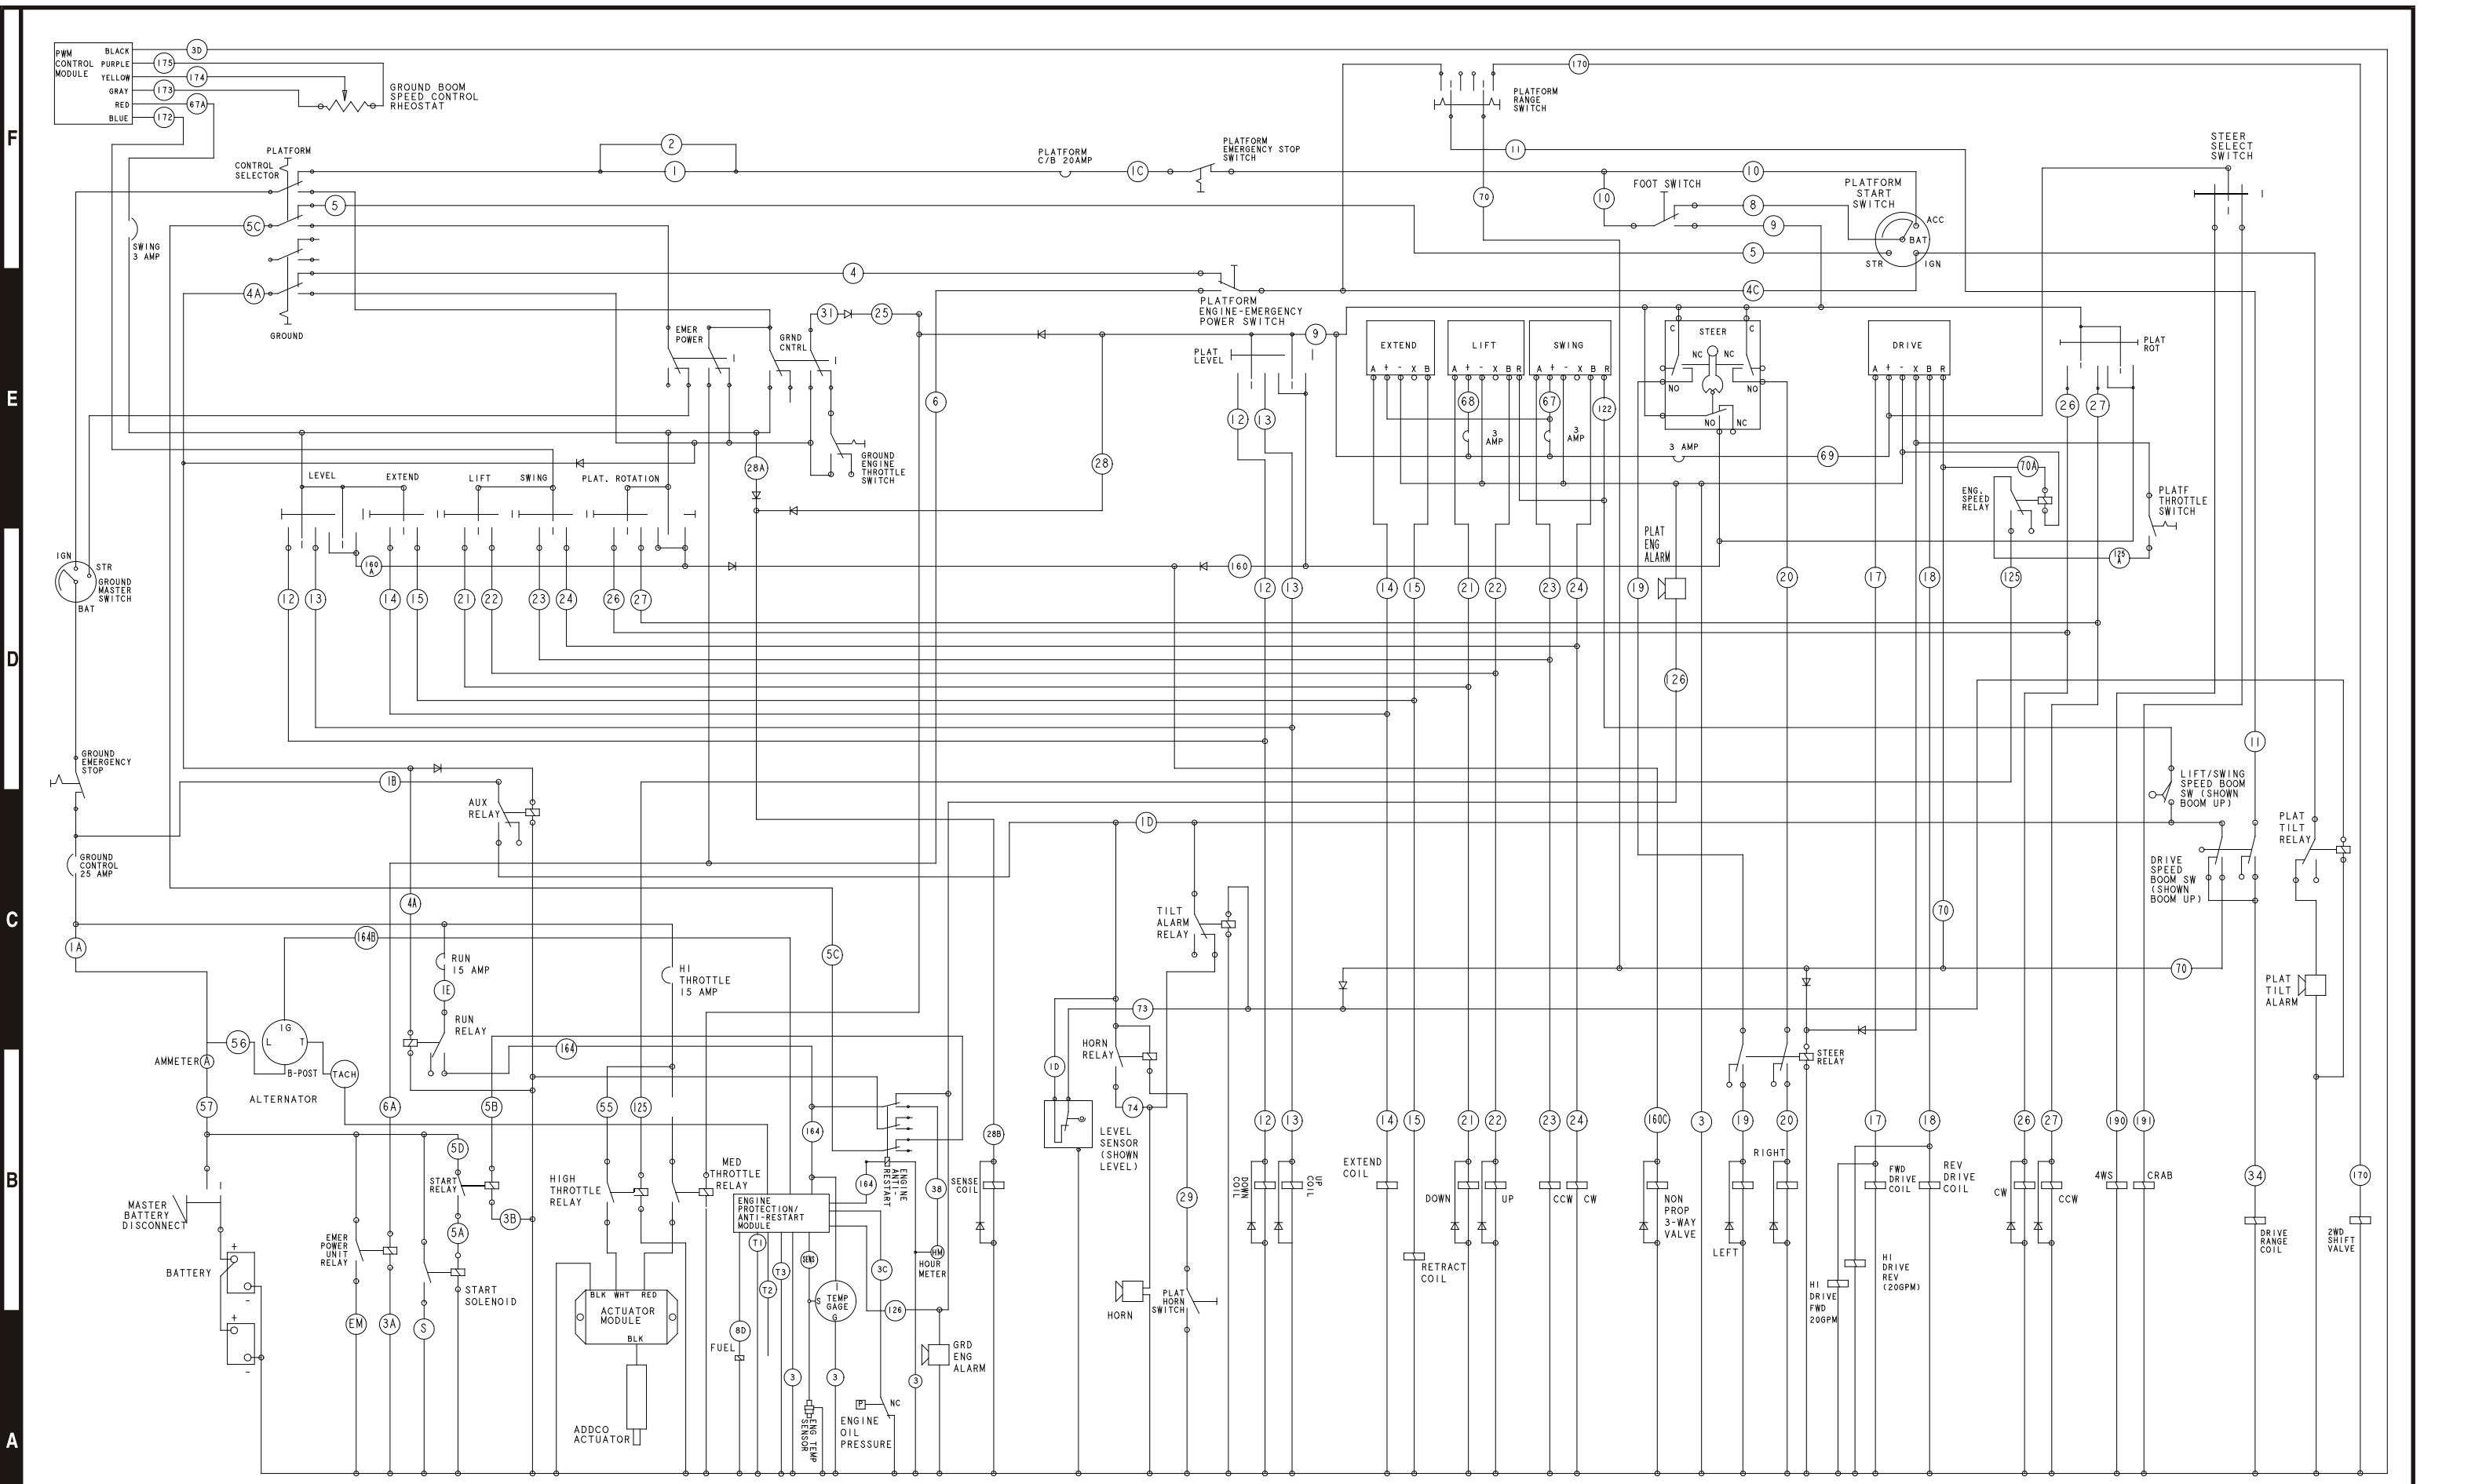 PWM
CONTROL
MODULE
BLACK
PURPLE
YELLOW
GRAY
RED
BLUE
3D
175
174
173
67A
172
GROUND BOOM
SPEED CONTROL
RHEOSTAT
F
PLATFORM
CONTROL
SELECTOR
2
1
PLATFORM
C/B 20AMP
1C
PLATFORM
EMERGENCY STOP
SWITCH
PLATFORM
RANGE
SWITCH
170
11
70
10
10
FOOT SWITCH
8
9
PLATFORM
START
SWITCH
ACC
BAT
STR
IGN
STEER
SELECT
SWITCH
5C
5
5
SWING
3 AMP
4A
4
4C
GROUND
PLATFORM
ENGINE-EMERGENCY
POWER SWITCH
E
31
25
EMER
POWER
GRND
CNTRL
6
28
28A
GROUND
ENGINE
THROTTLE
SWITCH
PLAT
LEVEL
9
12
13
EXTEND
A + - X B
LIFT
A + - X B R
SWING
A + - X B R
68
67
122
3
AMP
3
AMP
C
STEER
C
NC
NC
NO
NO
NO
NC
3 AMP
69
DRIVE
A + - X B R
PLAT
ROT
26
27
70A
ENG.
SPEED
RELAY
PLATF
THROTTLE
SWITCH
125
A
125
LEVEL
EXTEND
LIFT
SWING
PLAT. ROTATION
D
IGN
STR
GROUND
MASTER
SWITCH
BAT
160
A
160
PLAT
ENG
ALARM
12
13
14
15
21
22
23
24
26
27
12
13
14
15
21
22
23
24
19
20
17
18
126
GROUND
EMERGENCY
STOP
1B
AUX
RELAY
1D
11
LIFT/SWING
SPEED BOOM
SW (SHOWN
BOOM UP)
PLAT
TILT
RELAY
DRIVE
SPEED
BOOM SW
(SHOWN
BOOM UP)
C
GROUND
CONTROL
25 AMP
4A
1A
164B
RUN
15 AMP
1E
RUN
RELAY
HI
THROTTLE
15 AMP
5C
TILT
ALARM
RELAY
70
70
73
PLAT
TILT
ALARM
56
IG
L
T
B-POST
TACH
ALTERNATOR
AMMETER
A
164
HORN
RELAY
1D
STEER
RELAY
B
57
6A
5B
5D
55
125
164
74
28B
12
13
14
15
21
22
23
24
160C
3
19
20
17
18
26
27
190
191
LEVEL
SENSOR
(SHOWN
LEVEL)
START
RELAY
3B
5A
HIGH
THROTTLE
RELAY
MED
THROTTLE
RELAY
ENGINE
PROTECTION/
ANTI-RESTART
MODULE
164
ENGINE
ANTI-
RESTART
38
SENSE
COIL
29
DOWN
COIL
UP
COIL
EXTEND
COIL
DOWN
UP
CCW
CW
NON
PROP
3-WAY
VALVE
RIGHT
LEFT
FWD
DRIVE
COIL
REV
DRIVE
COIL
CW
CCW
4WS
CRAB
34
170
MASTER
BATTERY
DISCONNECT
BATTERY
+
-
+
-
EMER
POWER
UNIT
RELAY
START
SOLENOID
EM
3A
S
BLK
WHT
RED
ACTUATOR
MODULE
BLK
T1
T2
T3
SENS
3C
HM
HOUR
METER
I
S
TEMP
GAGE
G
126
8D
FUEL
3
3
3
GRD
ENG
ALARM
HORN
PLAT
HORN
SWITCH
RETRACT
COIL
HI
DRIVE
REV
(20GPM)
HI
DRIVE
FWD
20GPM
DRIVE
RANGE
COIL
2WD
SHIFT
VALVE
A
ADDCO
ACTUATOR
ENG TEMP
SENSOR
P
NC
ENGINE
OIL
PRESSURE